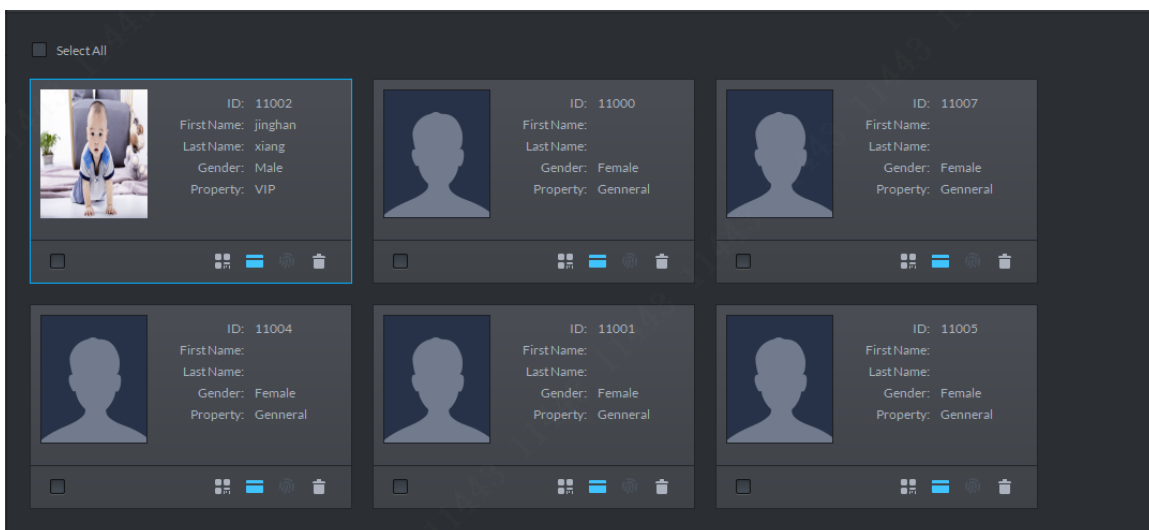 Select All
ID: 11002
First Name: jinghan
Last Name: xiang
Gender: Male
Property: VIP
ID: 11000
First Name:
Last Name:
Gender: Female
Property: Genneral
ID: 11007
First Name:
Last Name:
Gender: Female
Property: Genneral
ID: 11004
First Name:
Last Name:
Gender: Female
Property: Genneral
ID: 11001
First Name:
Last Name:
Gender: Female
Property: Genneral
ID: 11005
First Name:
Last Name:
Gender: Female
Property: Genneral